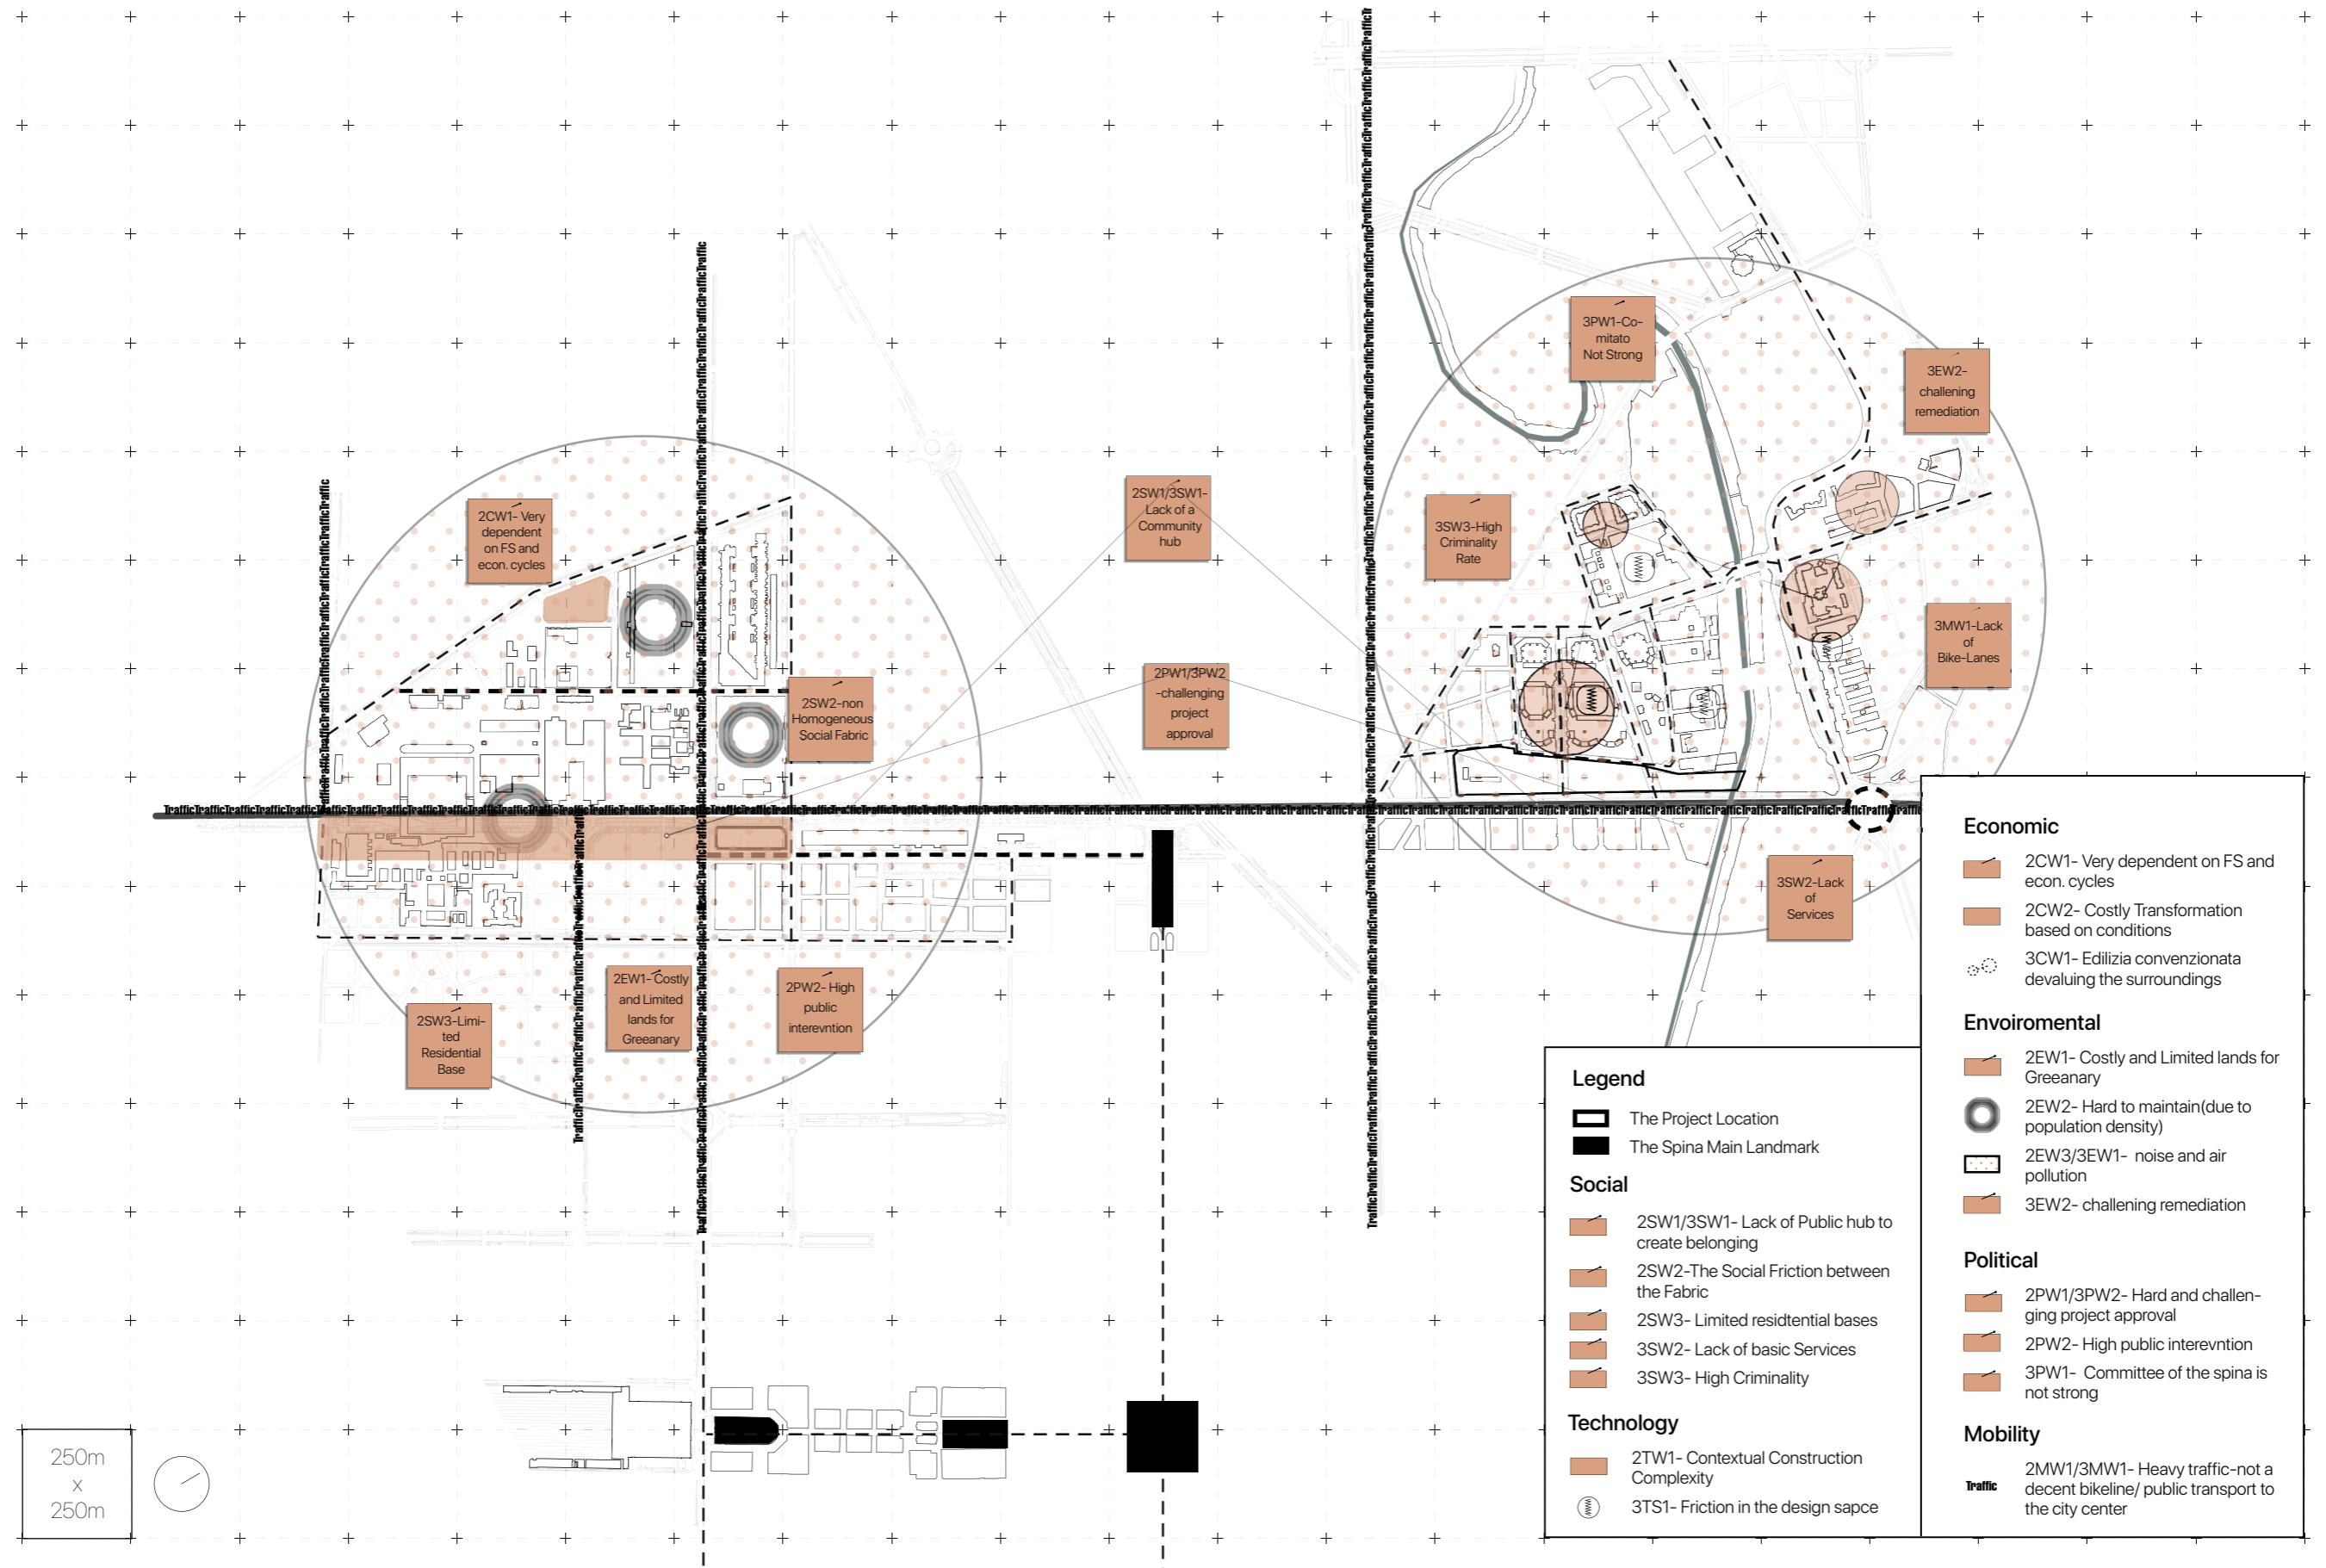 3PW1-Co-
mitato
Not Strong
3EW2-
challening
remediation
2CW1- Very
dependent
on FS and
econ. cycles
2SW1/3SW1-
Lack of a
Community
hub
3SW3-High
Criminality
Rate
3MW1-Lack
of
Bike-Lanes
2SW2-non
Homogeneous
Social Fabric
2PW1/3PW2
-challenging
project
approval
TrafficTrafficTrafficTrafficTraffic
3SW2-Lack
of
Services
2SW3-Limi-
ted
Residential
Base
2EW1- Costly
and Limited
lands for
Greeanary
2PW2- High
public
interevntion
250m
x
250m
Legend
The Project Location
The Spina Main Landmark
Social
2SW1/3SW1- Lack of Public hub to
create belonging
2SW2-The Social Friction between
the Fabric
2SW3- Limited residtential bases
3SW2- Lack of basic Services
3SW3- High Criminality
Technology
2TW1- Contextual Construction
Complexity
3TS1- Friction in the design sapce
Economic
2CW1- Very dependent on FS and
econ. cycles
2CW2- Costly Transformation
based on conditions
3CW1- Edilizia convenzionata
devaluing the surroundings
Envoiromental
2EW1- Costly and Limited lands for
Greeanary
2EW2- Hard to maintain(due to
population density)
2EW3/3EW1- noise and air
pollution
3EW2- challening remediation
Political
2PW1/3PW2- Hard and challen-
ging project approval
2PW2- High public interevntion
3PW1- Committee of the spina is
not strong
Mobility
Traffic
2MW1/3MW1- Heavy traffic-not a
decent bikeline/ public transport to
the city center